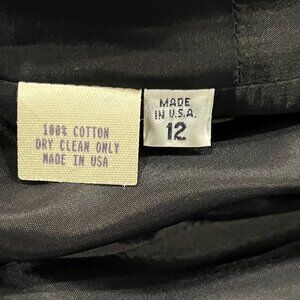 100% COTTON
DRY CLEAN ONLY
MADE IN USA
MADE
IN U.S.A.
12